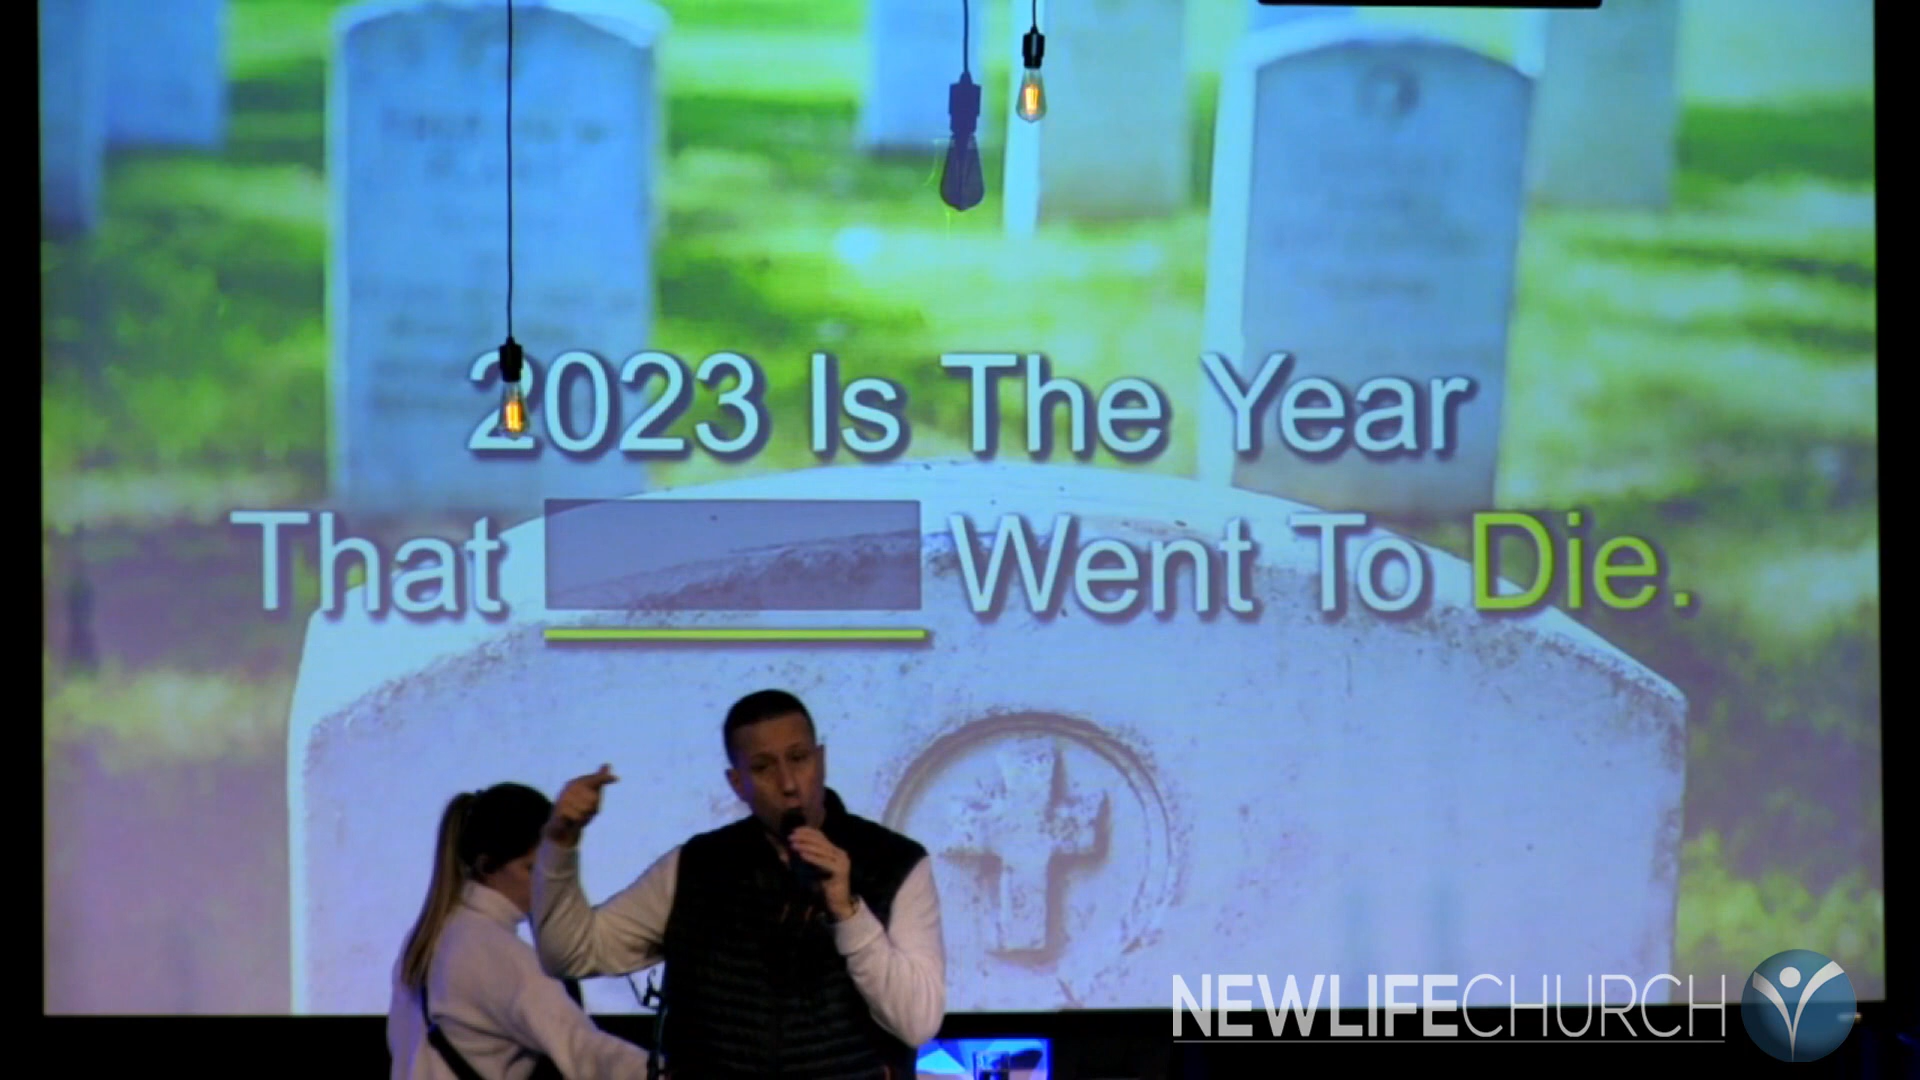 2023 Is The Year
That Went To Die.
NEWLIFECHURCH